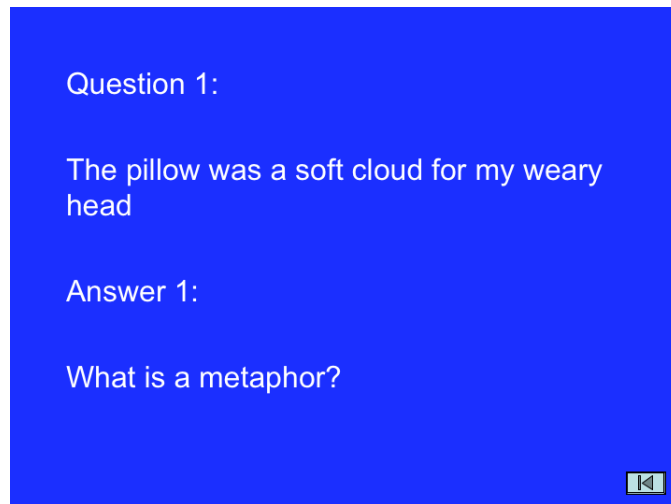 Question 1:
The pillow was a soft cloud for my weary
head
Answer 1:
What is a metaphor?